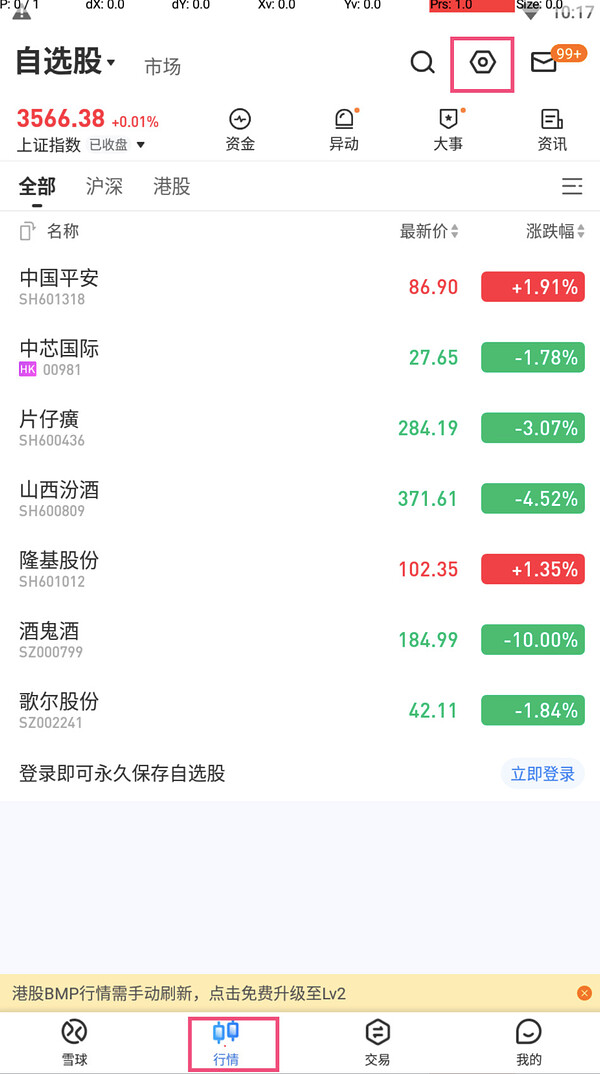 P: 0 / 1 dX: 0.0 dY: 0.0 Xv: 0.0 Yv: 0.0 Prs: 1.0 Size: 0.0
10:17
自选股 市场 99+
3566.38 +0.01%
上证指数 已收盘
资金 异动 大事 资讯
全部 沪深 港股
名称 最新价 涨跌幅
中国平安 86.90 +1.91%
SH601318
中芯国际 27.65 -1.78%
HK 00981
片仔癀 284.19 -3.07%
SH600436
山西汾酒 371.61 -4.52%
SH600809
隆基股份 102.35 +1.35%
SH601012
酒鬼酒 184.99 -10.00%
SZ000799
歌尔股份 42.11 -1.84%
SZ002241
登录即可永久保存自选股 立即登录
港股BMP行情需手动刷新，点击免费升级至Lv2
雪球 行情 交易 我的